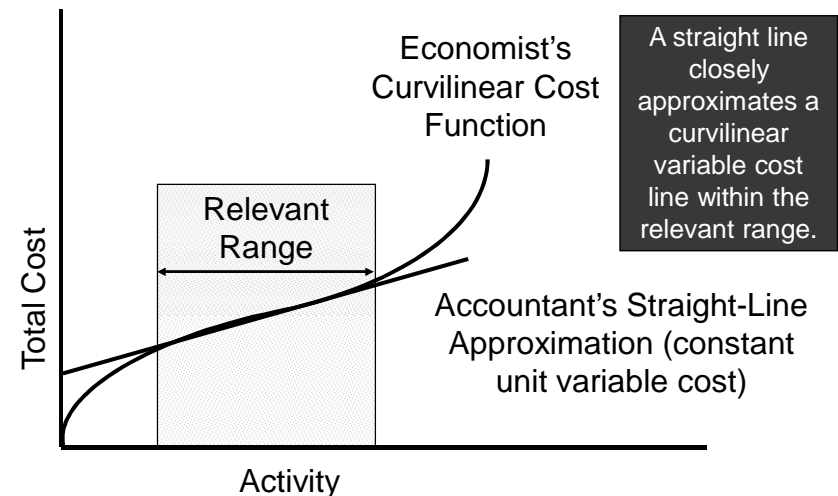 Economist’s
Curvilinear Cost
Function
A straight line
closely
approximates a
curvilinear
variable cost
line within the
relevant range.
Relevant
Range
Total Cost
Accountant’s Straight-Line
Approximation (constant
unit variable cost)
Activity